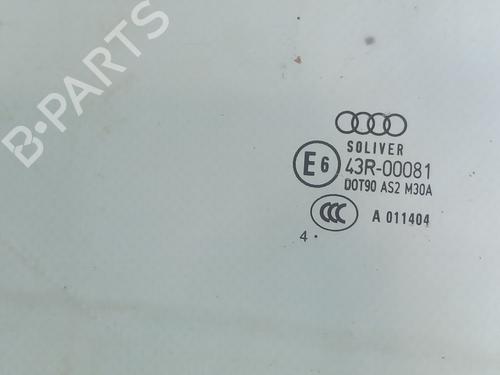 B-PARTS
SOLIVER
E6 43R-00081
DOT90 AS2 M30A
CCC A 011404
4 .